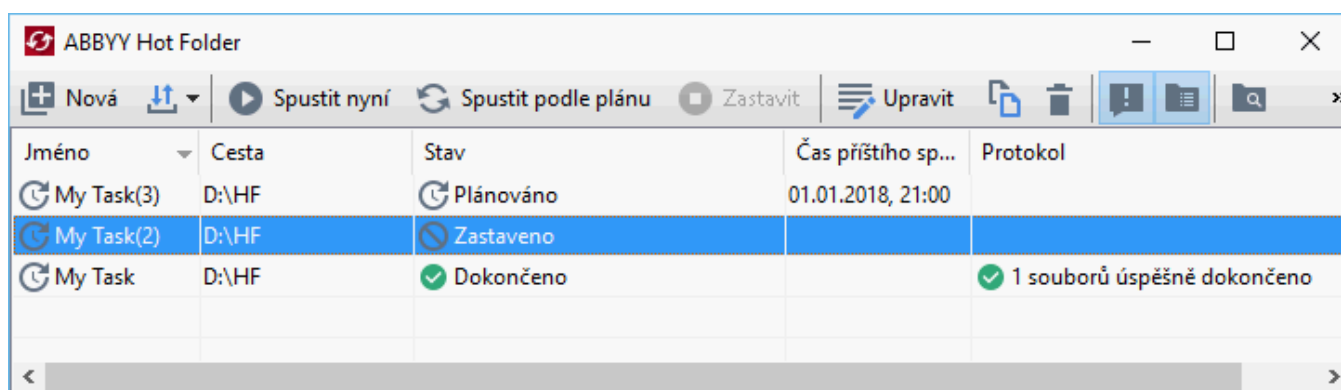 ABBYY Hot Folder
Nová Spustit nyní Spustit podle plánu Zastavit Upravit
Jméno Cesta Stav Čas příštího sp... Protokol
My Task(3) D:\HF Plánováno 01.01.2018, 21:00
My Task(2) D:\HF Zastaveno
My Task D:\HF Dokončeno 1 souborů úspěšně dokončeno